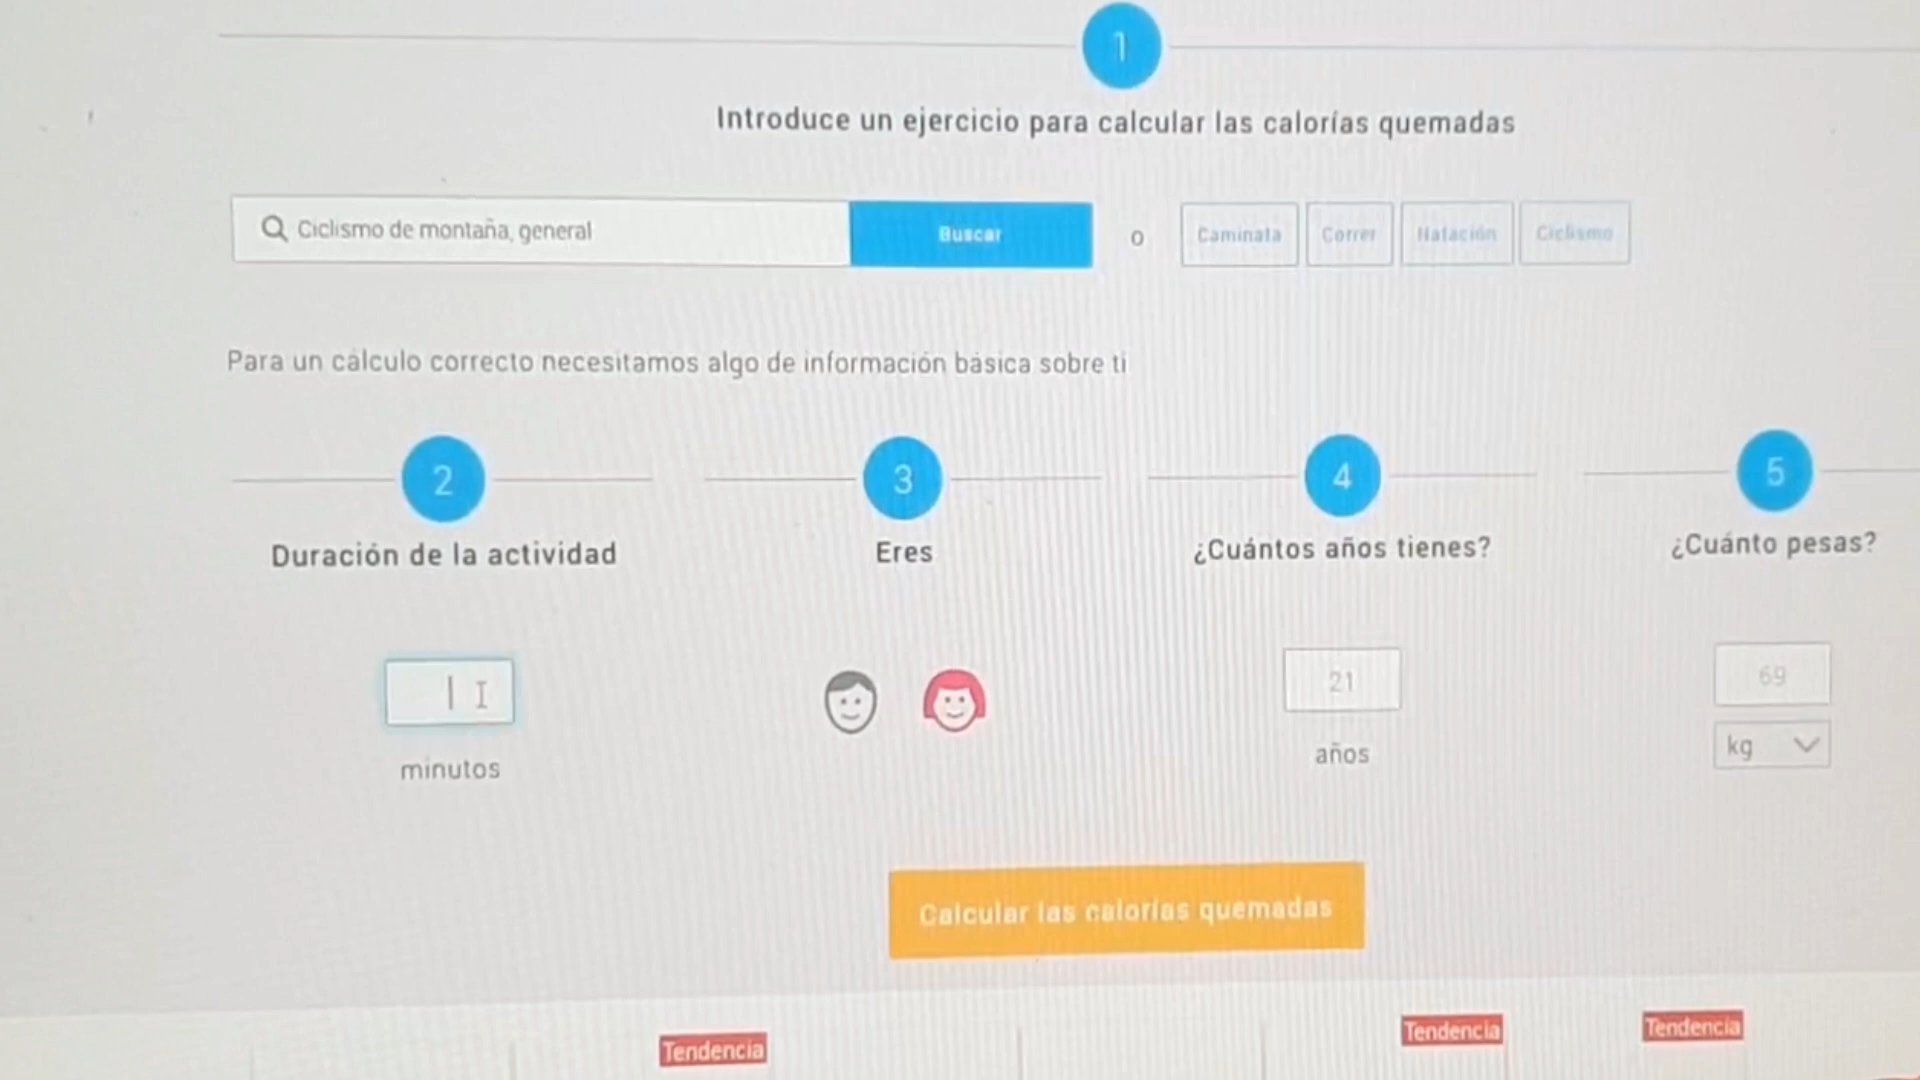 1
Introduce un ejercicio para calcular las calorías quemadas
Ciclismo de montaña, general
Buscar
o
Caminata
Correr
Natación
Ciclismo
Para un cálculo correcto necesitamos algo de información básica sobre ti
2
3
4
5
Duración de la actividad
Eres
¿Cuántos años tienes?
¿Cuánto pesas?
21
69
minutos
años
kg
Calcular las calorías quemadas
Tendencia
Tendencia
Tendencia